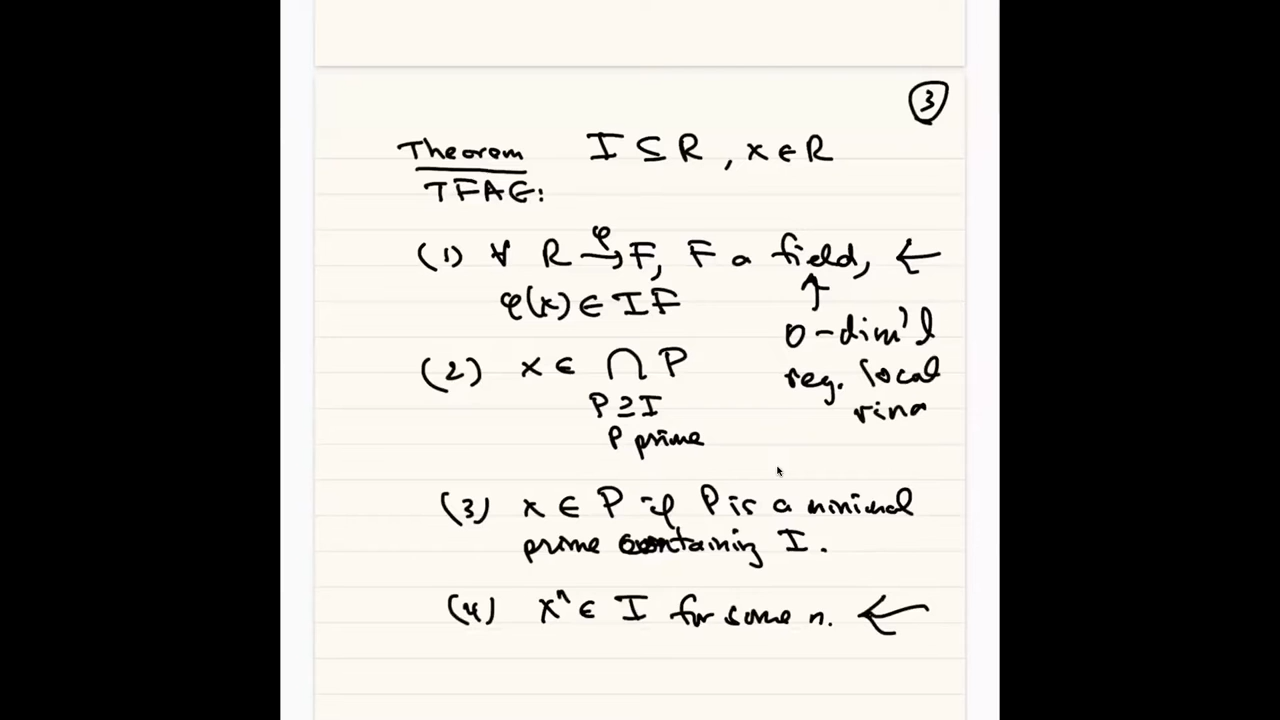 ③
Theorem I ⊆ R, x ∈ R
TFAE:
(1) ∀ R →^φ F, F a field, ←
φ(x) ∈ IF ↑
0-dim'l
(2) x ∈ ⋂ P reg. local
P ⊇ I ring
P prime
(3) x ∈ P if P is a minimal
prime containing I.
(4) xⁿ ∈ I for some n. ←